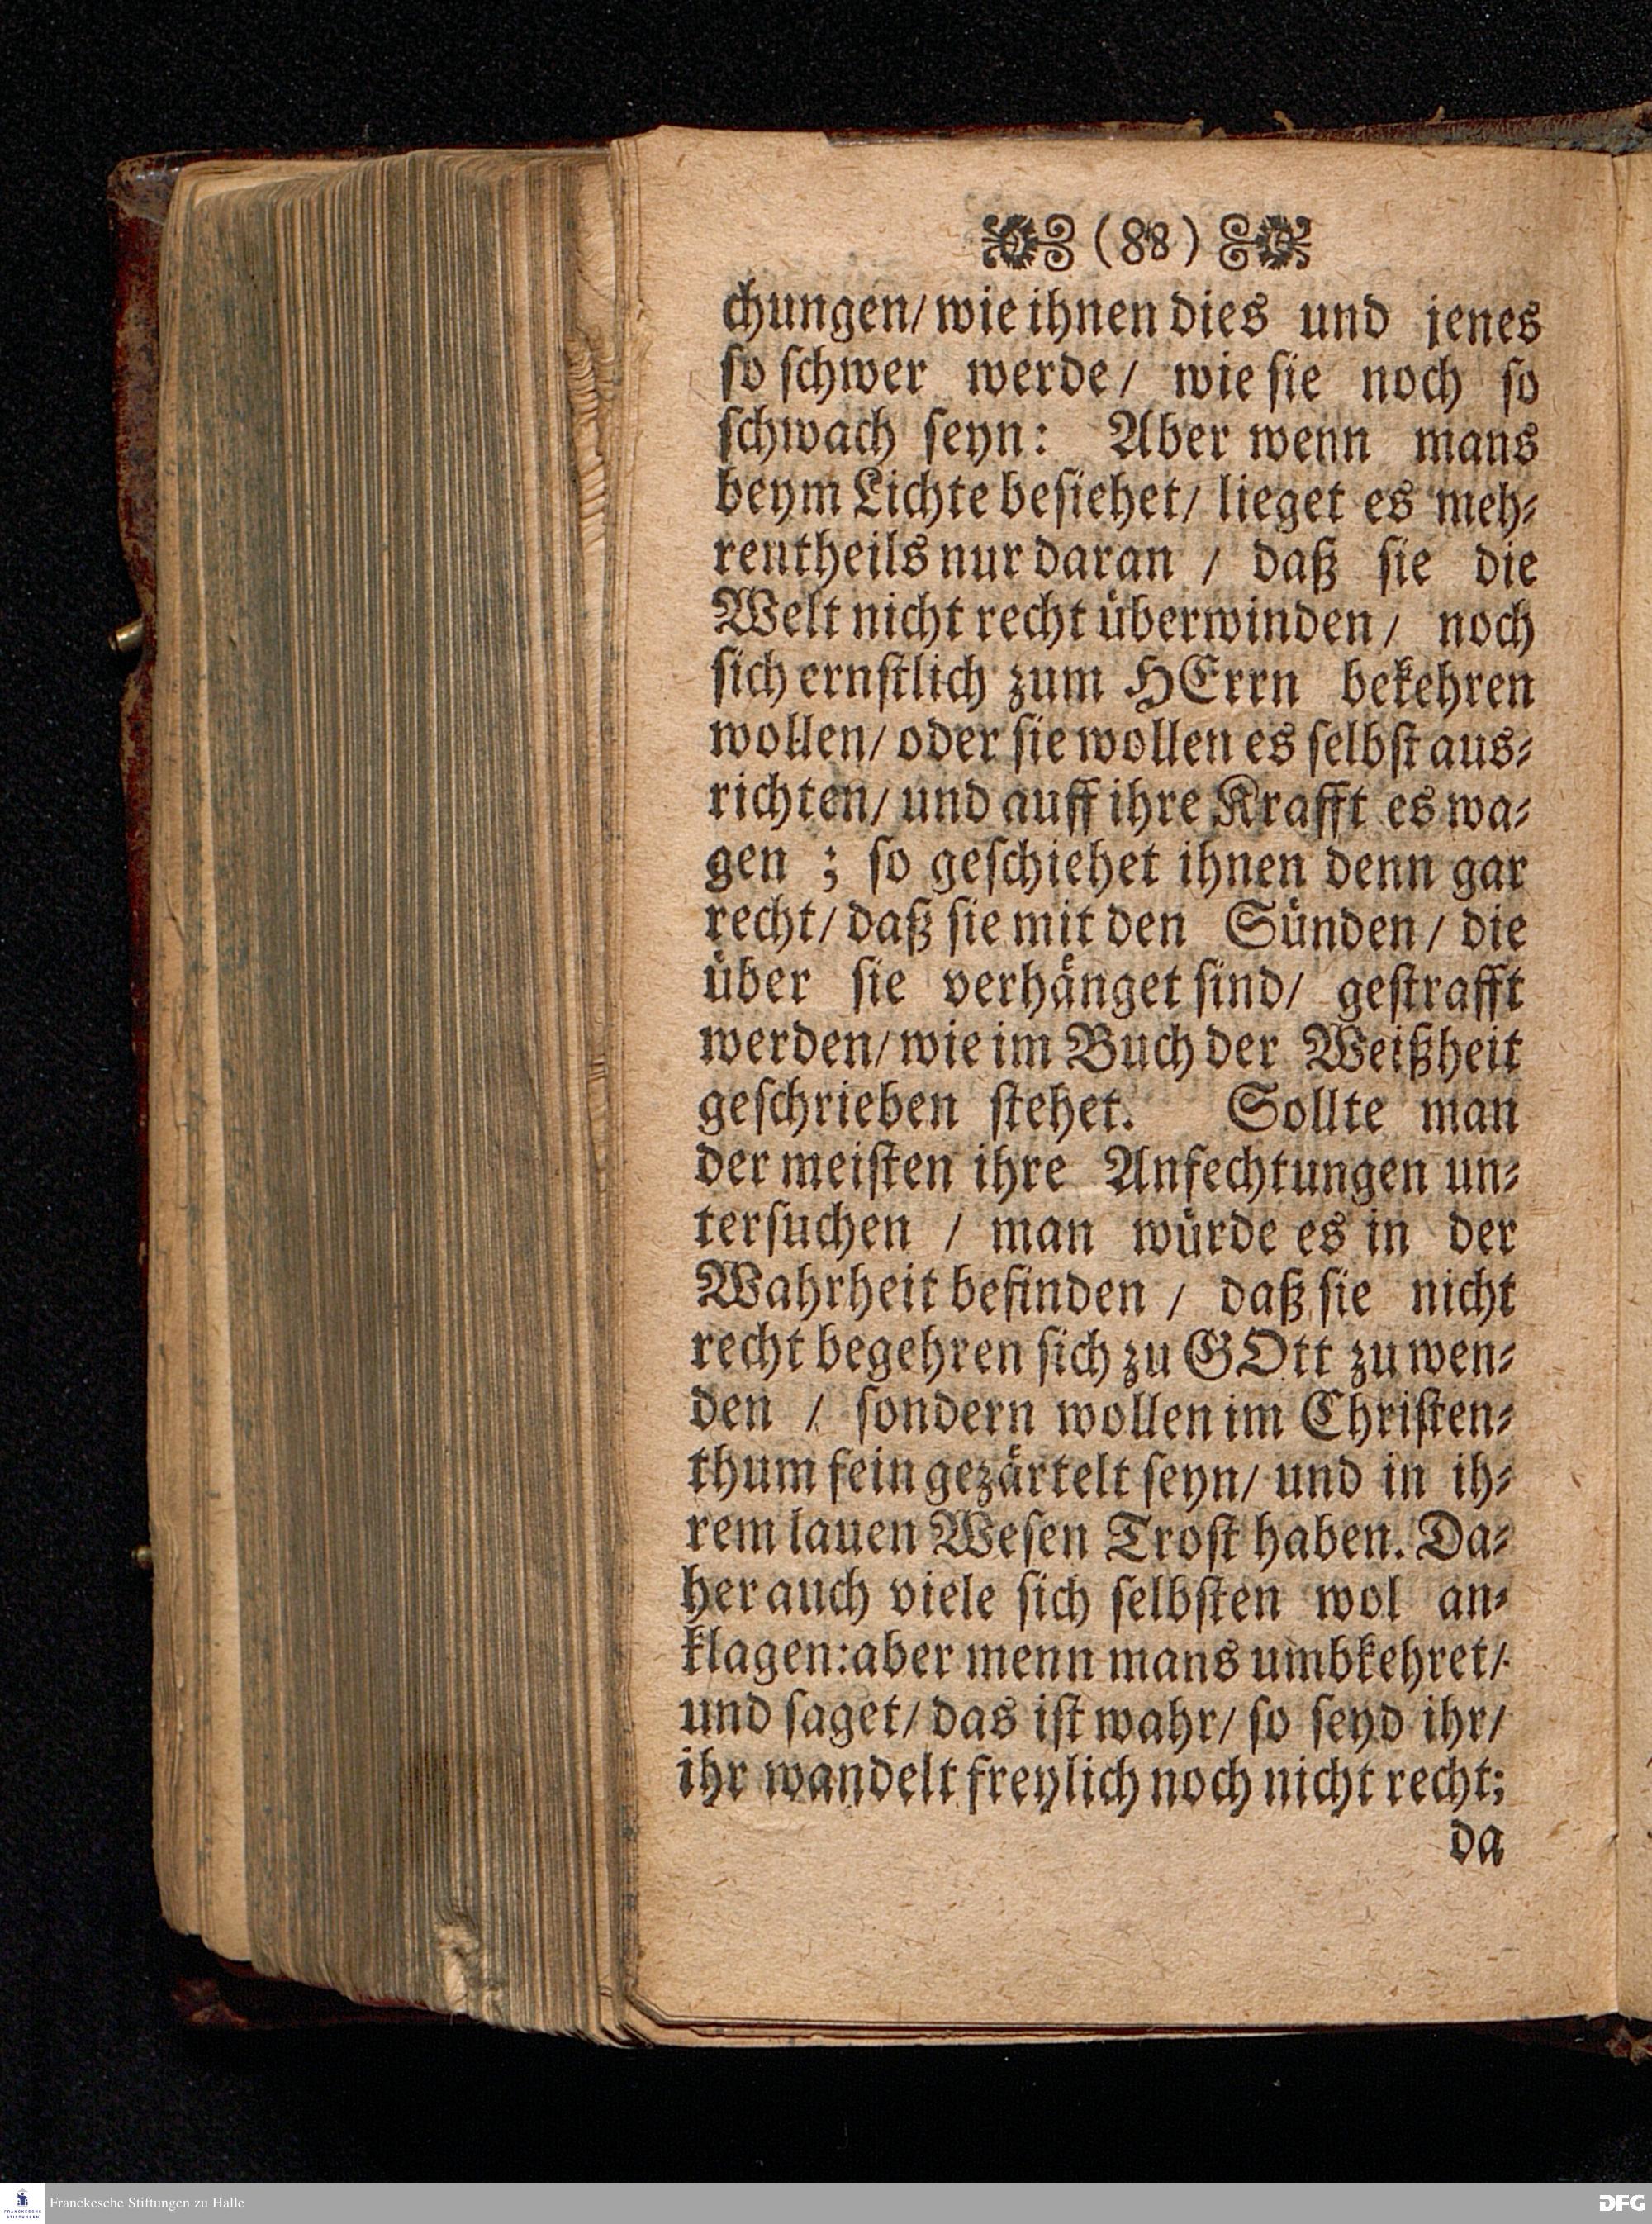 (88)
chungen/ wie ihnen dies und jenes
so schwer werde/ wie sie noch so
schwach seyn: Aber wenn mans
beym Lichte besiehet/ lieget es meh-
rentheils nur daran / daß sie die
Welt nicht recht überwinden/ noch
sich ernstlich zum HErrn bekehren
wollen/ oder sie wollen es selbst aus-
richten/ und auff ihre Krafft es wa-
gen ; so geschiehet ihnen denn gar
recht/ daß sie mit den Sünden/ die
über sie verhänget sind/ gestrafft
werden/ wie im Buch der Weißheit
geschrieben stehet. Sollte man
der meisten ihre Anfechtungen un-
tersuchen / man würde es in der
Wahrheit befinden / daß sie nicht
recht begehren sich zu GOtt zu wen-
den / sondern wollen im Christen-
thum fein gezärtelt seyn/ und in ih-
rem lauen Wesen Trost haben. Da-
her auch viele sich selbsten wol an-
klagen: aber menn mans umbkehret/
und saget/ das ist wahr/ so seyd ihr/
ihr wandelt freylich noch nicht recht;
da
FRANCKESCHE
STIFTUNGEN
Franckesche Stiftungen zu Halle
DFG